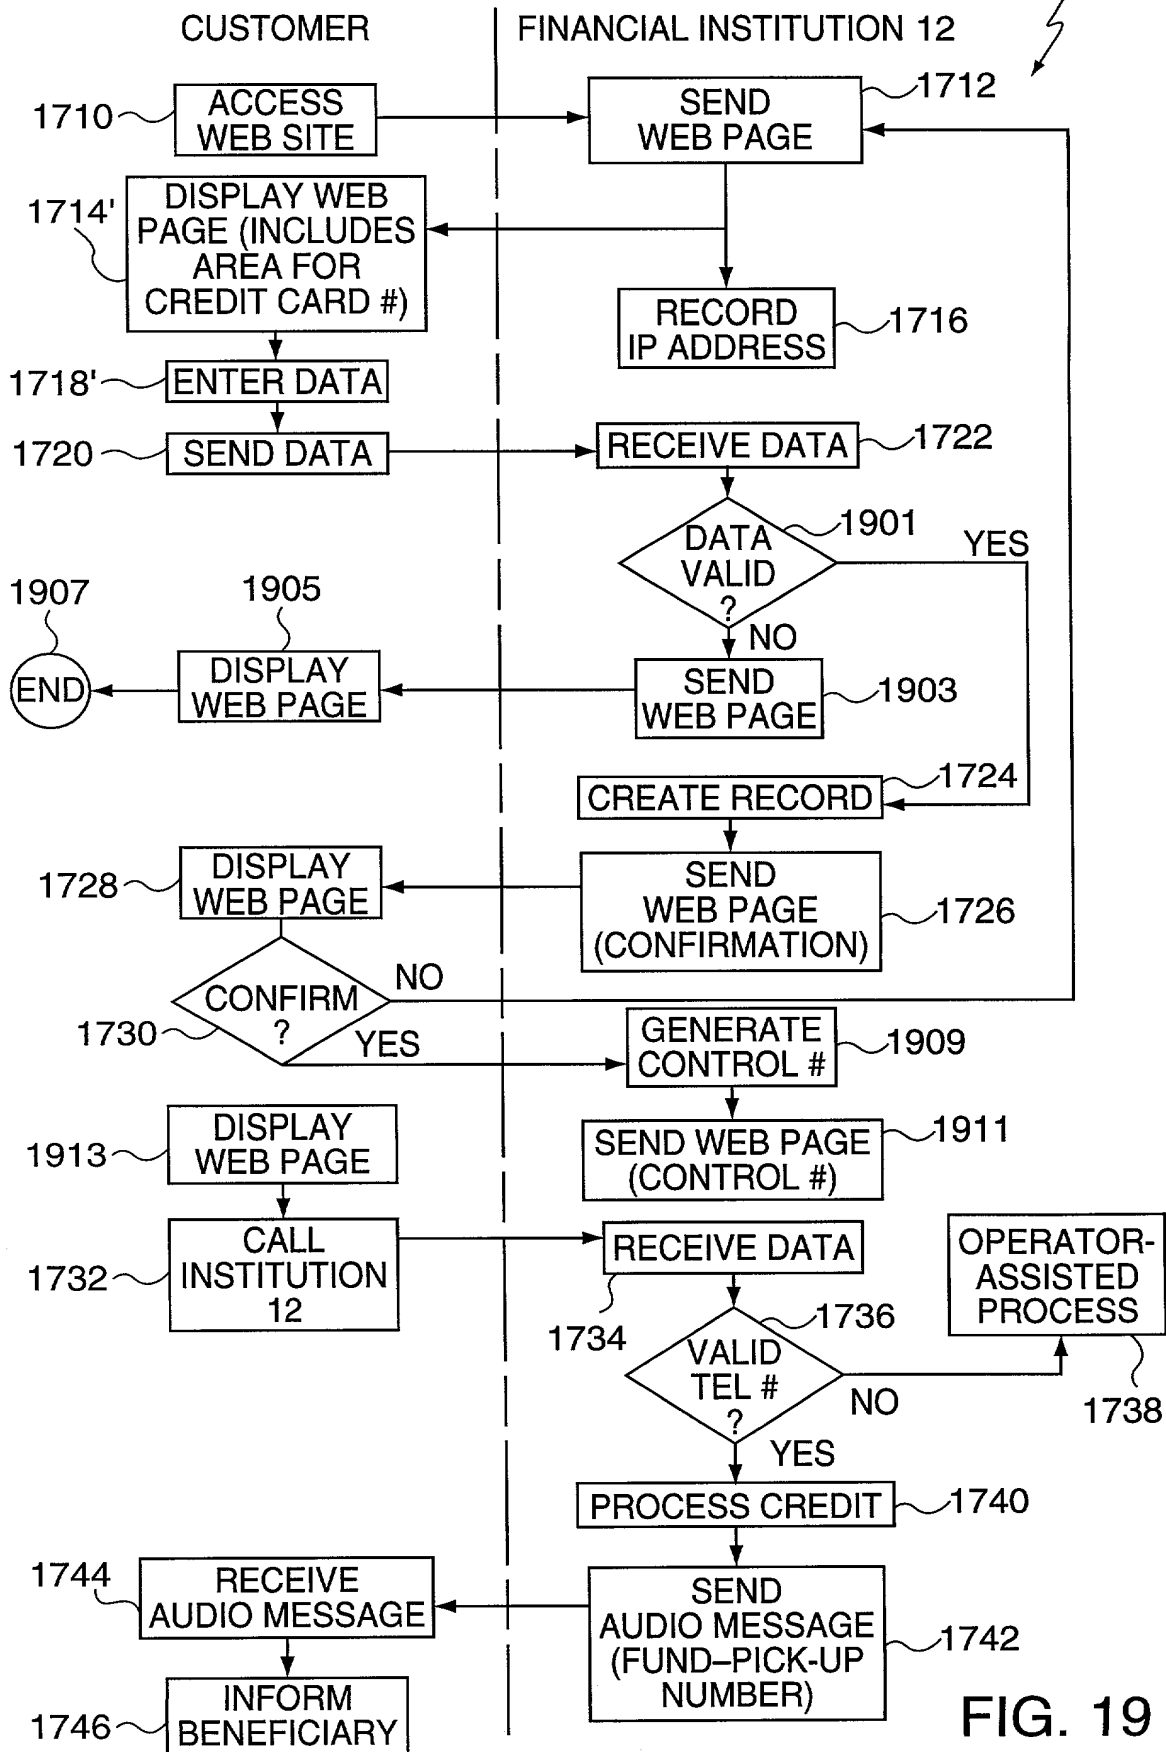 CUSTOMER
FINANCIAL INSTITUTION 12
1710
ACCESS
WEB SITE
SEND
WEB PAGE
1712
1714'
DISPLAY WEB
PAGE (INCLUDES
AREA FOR
CREDIT CARD #)
RECORD
IP ADDRESS
1716
1718'
ENTER DATA
1720
SEND DATA
RECEIVE DATA
1722
DATA
VALID
?
1901
YES
NO
1907
END
1905
DISPLAY
WEB PAGE
SEND
WEB PAGE
1903
CREATE RECORD
1724
1728
DISPLAY
WEB PAGE
SEND
WEB PAGE
(CONFIRMATION)
1726
CONFIRM
?
NO
1730
YES
GENERATE
CONTROL #
1909
1913
DISPLAY
WEB PAGE
SEND WEB PAGE
(CONTROL #)
1911
1732
CALL
INSTITUTION
12
RECEIVE DATA
1734
OPERATOR-
ASSISTED
PROCESS
1738
VALID
TEL #
?
1736
NO
YES
PROCESS CREDIT
1740
1744
RECEIVE
AUDIO MESSAGE
SEND
AUDIO MESSAGE
(FUND–PICK-UP
NUMBER)
1742
1746
INFORM
BENEFICIARY
FIG. 19